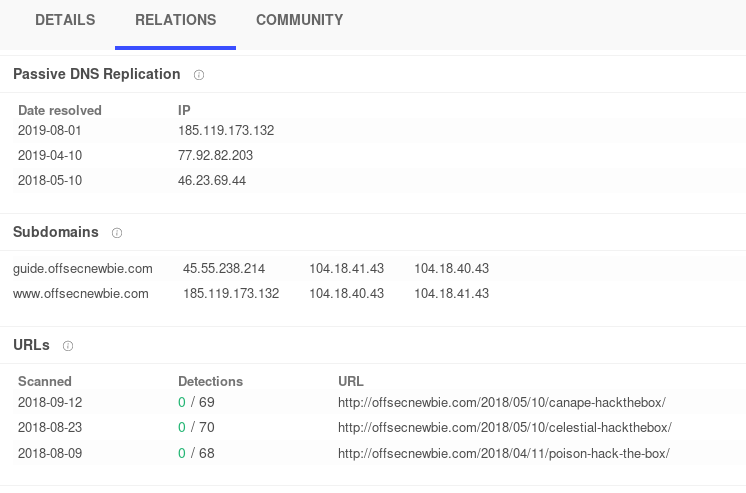 DETAILS RELATIONS COMMUNITY
Passive DNS Replication
Date resolved IP
2019-08-01 185.119.173.132
2019-04-10 77.92.82.203
2018-05-10 46.23.69.44
Subdomains
guide.offsecnewbie.com 45.55.238.214 104.18.41.43 104.18.40.43
www.offsecnewbie.com 185.119.173.132 104.18.40.43 104.18.41.43
URLs
Scanned Detections URL
2018-09-12 0 / 69 http://offsecnewbie.com/2018/05/10/canape-hackthebox/
2018-08-23 0 / 70 http://offsecnewbie.com/2018/05/10/celestial-hackthebox/
2018-08-09 0 / 68 http://offsecnewbie.com/2018/04/11/poison-hack-the-box/